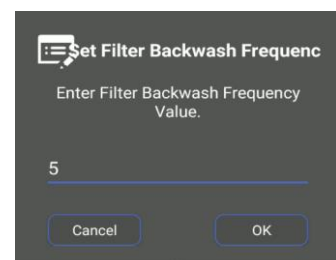 Set Filter Backwash Frequenc
Enter Filter Backwash Frequency
Value.
5
Cancel OK